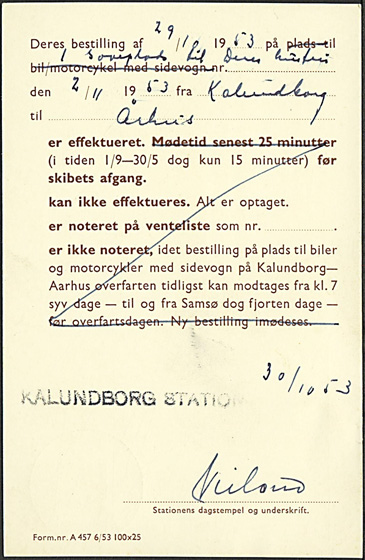 Deres bestilling af 29/10 1953 på plads til
1 Soveplads til Deres hustru
bil/motorcykel med sidevogn nr.
den 2/11 1953 fra Kalundborg
til Århus
er effektueret. Mødetid senest 25 minutter
(i tiden 1/9—30/5 dog kun 15 minutter) før
skibets afgang.
kan ikke effektueres. Alt er optaget.
er noteret på venteliste som nr.
er ikke noteret, idet bestilling på plads til biler
og motorcykler med sidevogn på Kalundborg—
Aarhus overfarten tidligst kan modtages fra kl. 7
syv dage — til og fra Samsø dog fjorten dage —
før overfartsdagen. Ny bestilling imødeses.
30/10 53
KALUNDBORG STATION
Stationens dagstempel og underskrift.
Form.nr. A 457 6/53 100x25